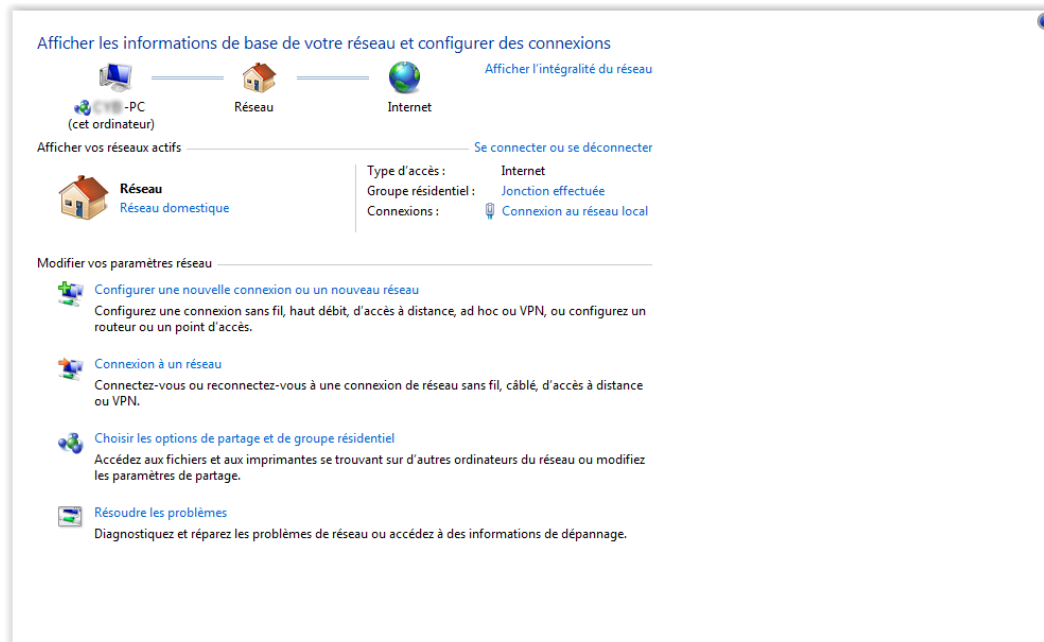 Afficher les informations de base de votre réseau et configurer des connexions
Afficher l'intégralité du réseau
-PC
(cet ordinateur)
Réseau
Internet
Afficher vos réseaux actifs
Se connecter ou se déconnecter
Réseau
Réseau domestique
Type d'accès : Internet
Groupe résidentiel : Jonction effectuée
Connexions : Connexion au réseau local
Modifier vos paramètres réseau
Configurer une nouvelle connexion ou un nouveau réseau
Configurez une connexion sans fil, haut débit, d'accès à distance, ad hoc ou VPN, ou configurez un
routeur ou un point d'accès.
Connexion à un réseau
Connectez-vous ou reconnectez-vous à une connexion de réseau sans fil, câblé, d'accès à distance
ou VPN.
Choisir les options de partage et de groupe résidentiel
Accédez aux fichiers et aux imprimantes se trouvant sur d'autres ordinateurs du réseau ou modifiez
les paramètres de partage.
Résoudre les problèmes
Diagnostiquez et réparez les problèmes de réseau ou accédez à des informations de dépannage.